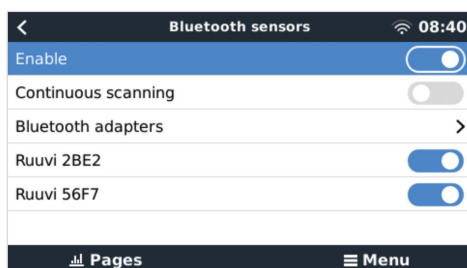 Bluetooth sensors 08:40
Enable
Continuous scanning
Bluetooth adapters
Ruuvi 2BE2
Ruuvi 56F7
Pages Menu